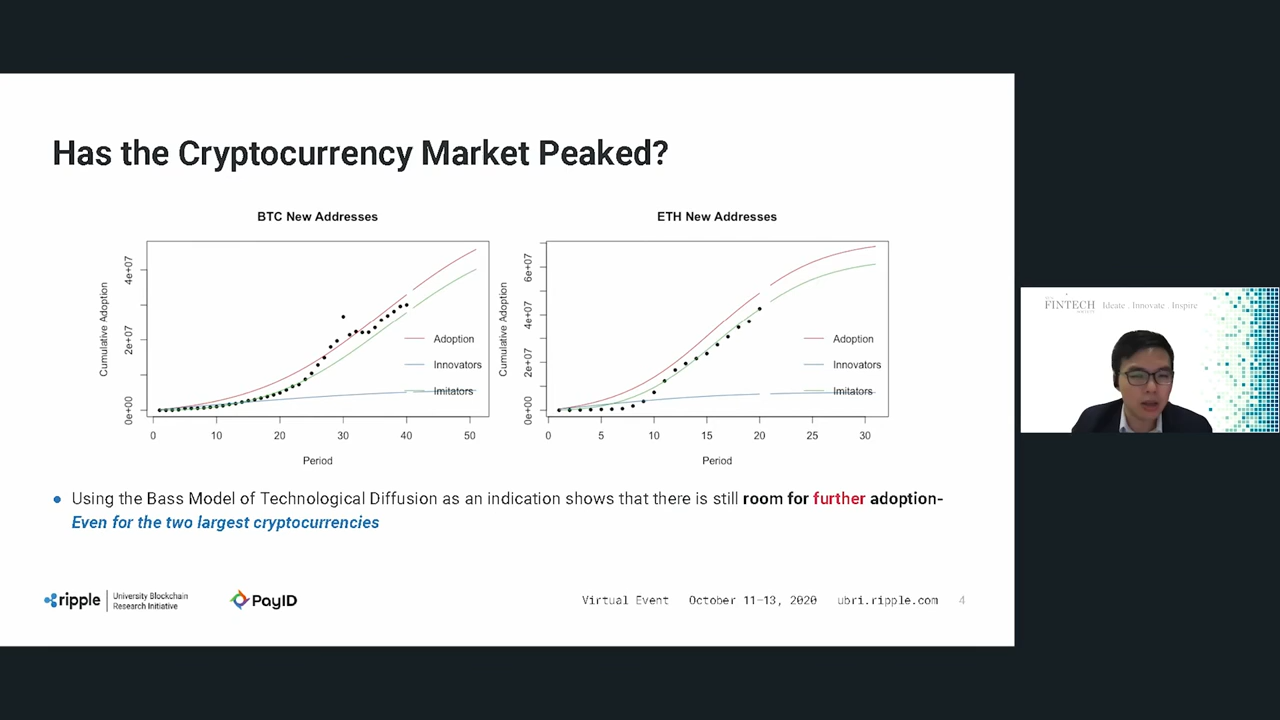 Has the Cryptocurrency Market Peaked?
BTC New Addresses
Cumulative Adoption
0e+00
2e+07
4e+07
Adoption
Innovators
Imitators
0 10 20 30 40 50
Period
ETH New Addresses
Cumulative Adoption
0e+00
2e+07
4e+07
6e+07
Adoption
Innovators
Imitators
0 5 10 15 20 25 30
Period
Using the Bass Model of Technological Diffusion as an indication shows that there is still room for further adoption-
Even for the two largest cryptocurrencies
ripple
University Blockchain
Research Initiative
PayID
Virtual Event October 11–13, 2020 ubri.ripple.com 4
FINTECH
Ideate . Innovate . Inspire